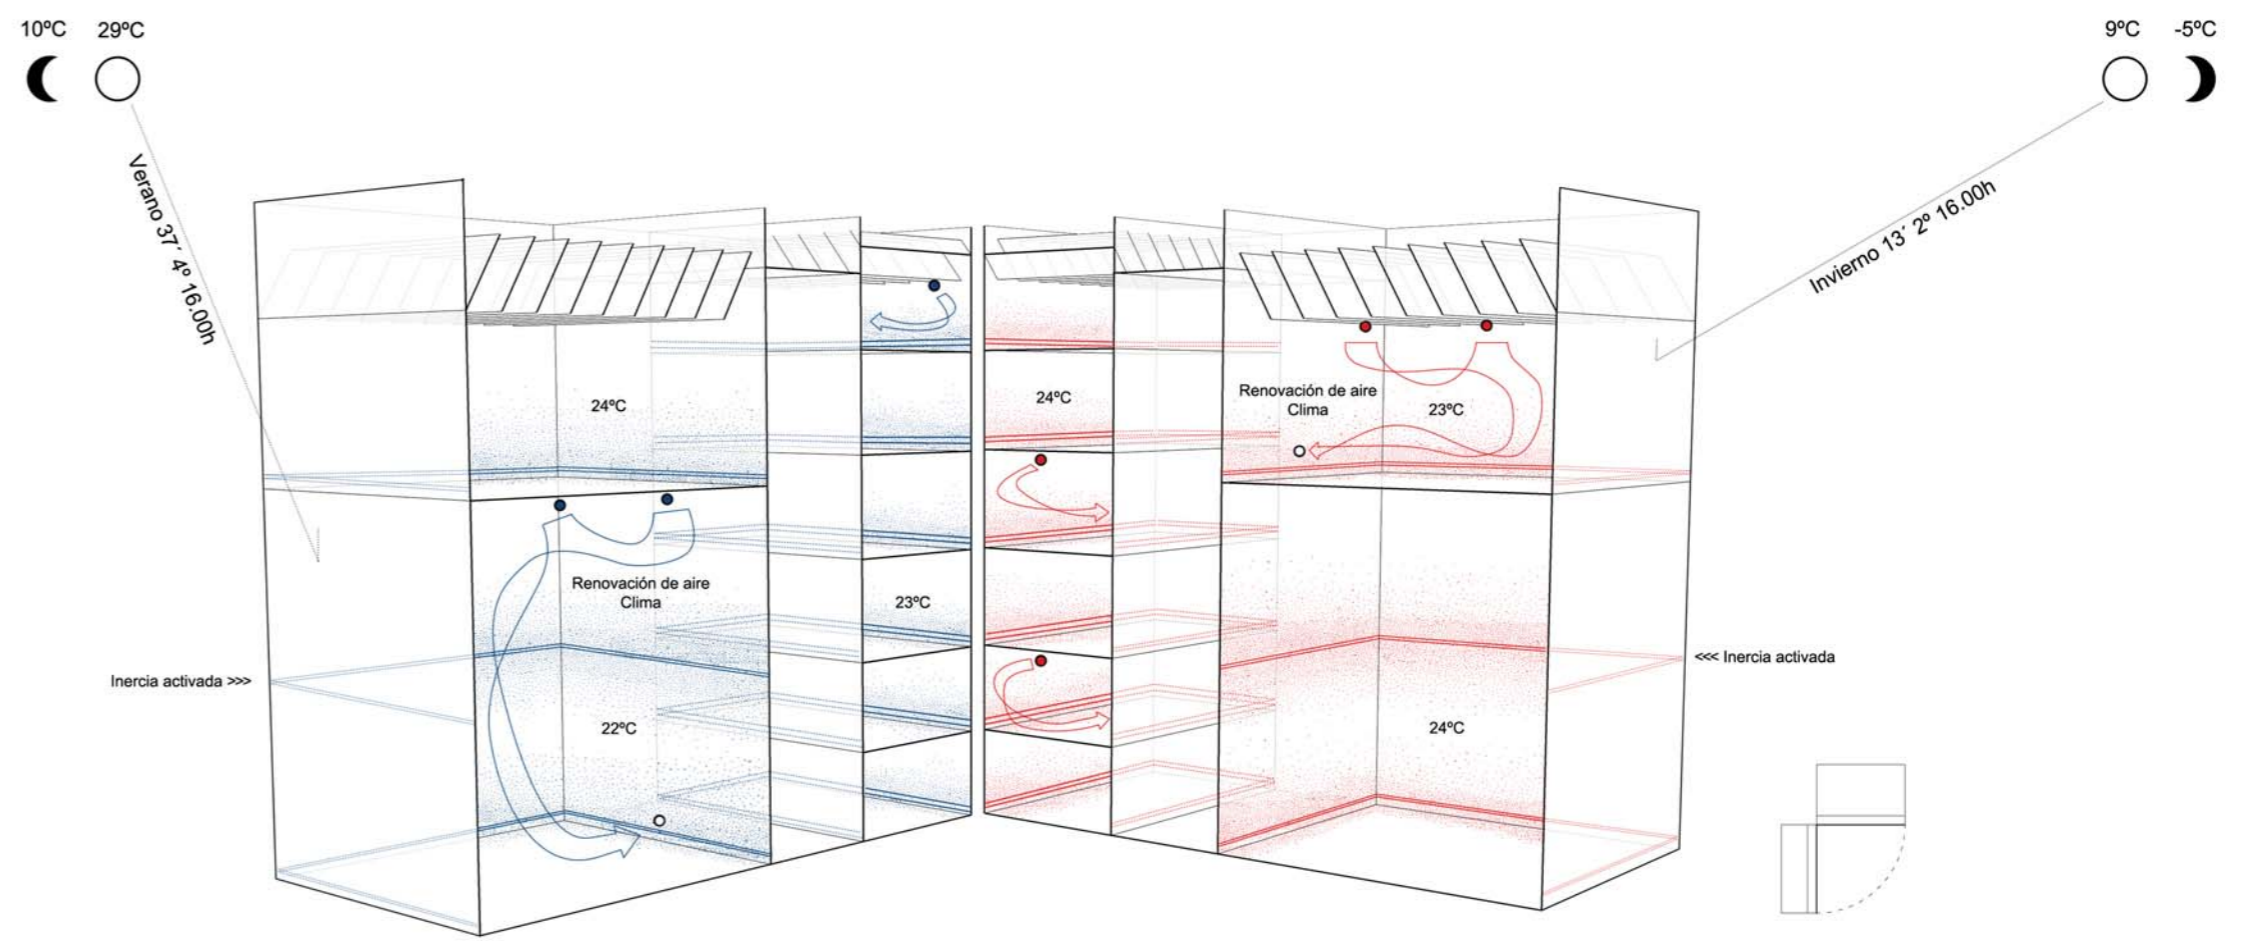 10ºC 29ºC
9ºC -5ºC
Verano 37´ 4º 16.00h
Invierno 13´ 2º 16.00h
24ºC
24ºC
Renovación de aire
Clima
23ºC
Renovación de aire
Clima
23ºC
Inercia activada >>>
<<< Inercia activada
22ºC
24ºC